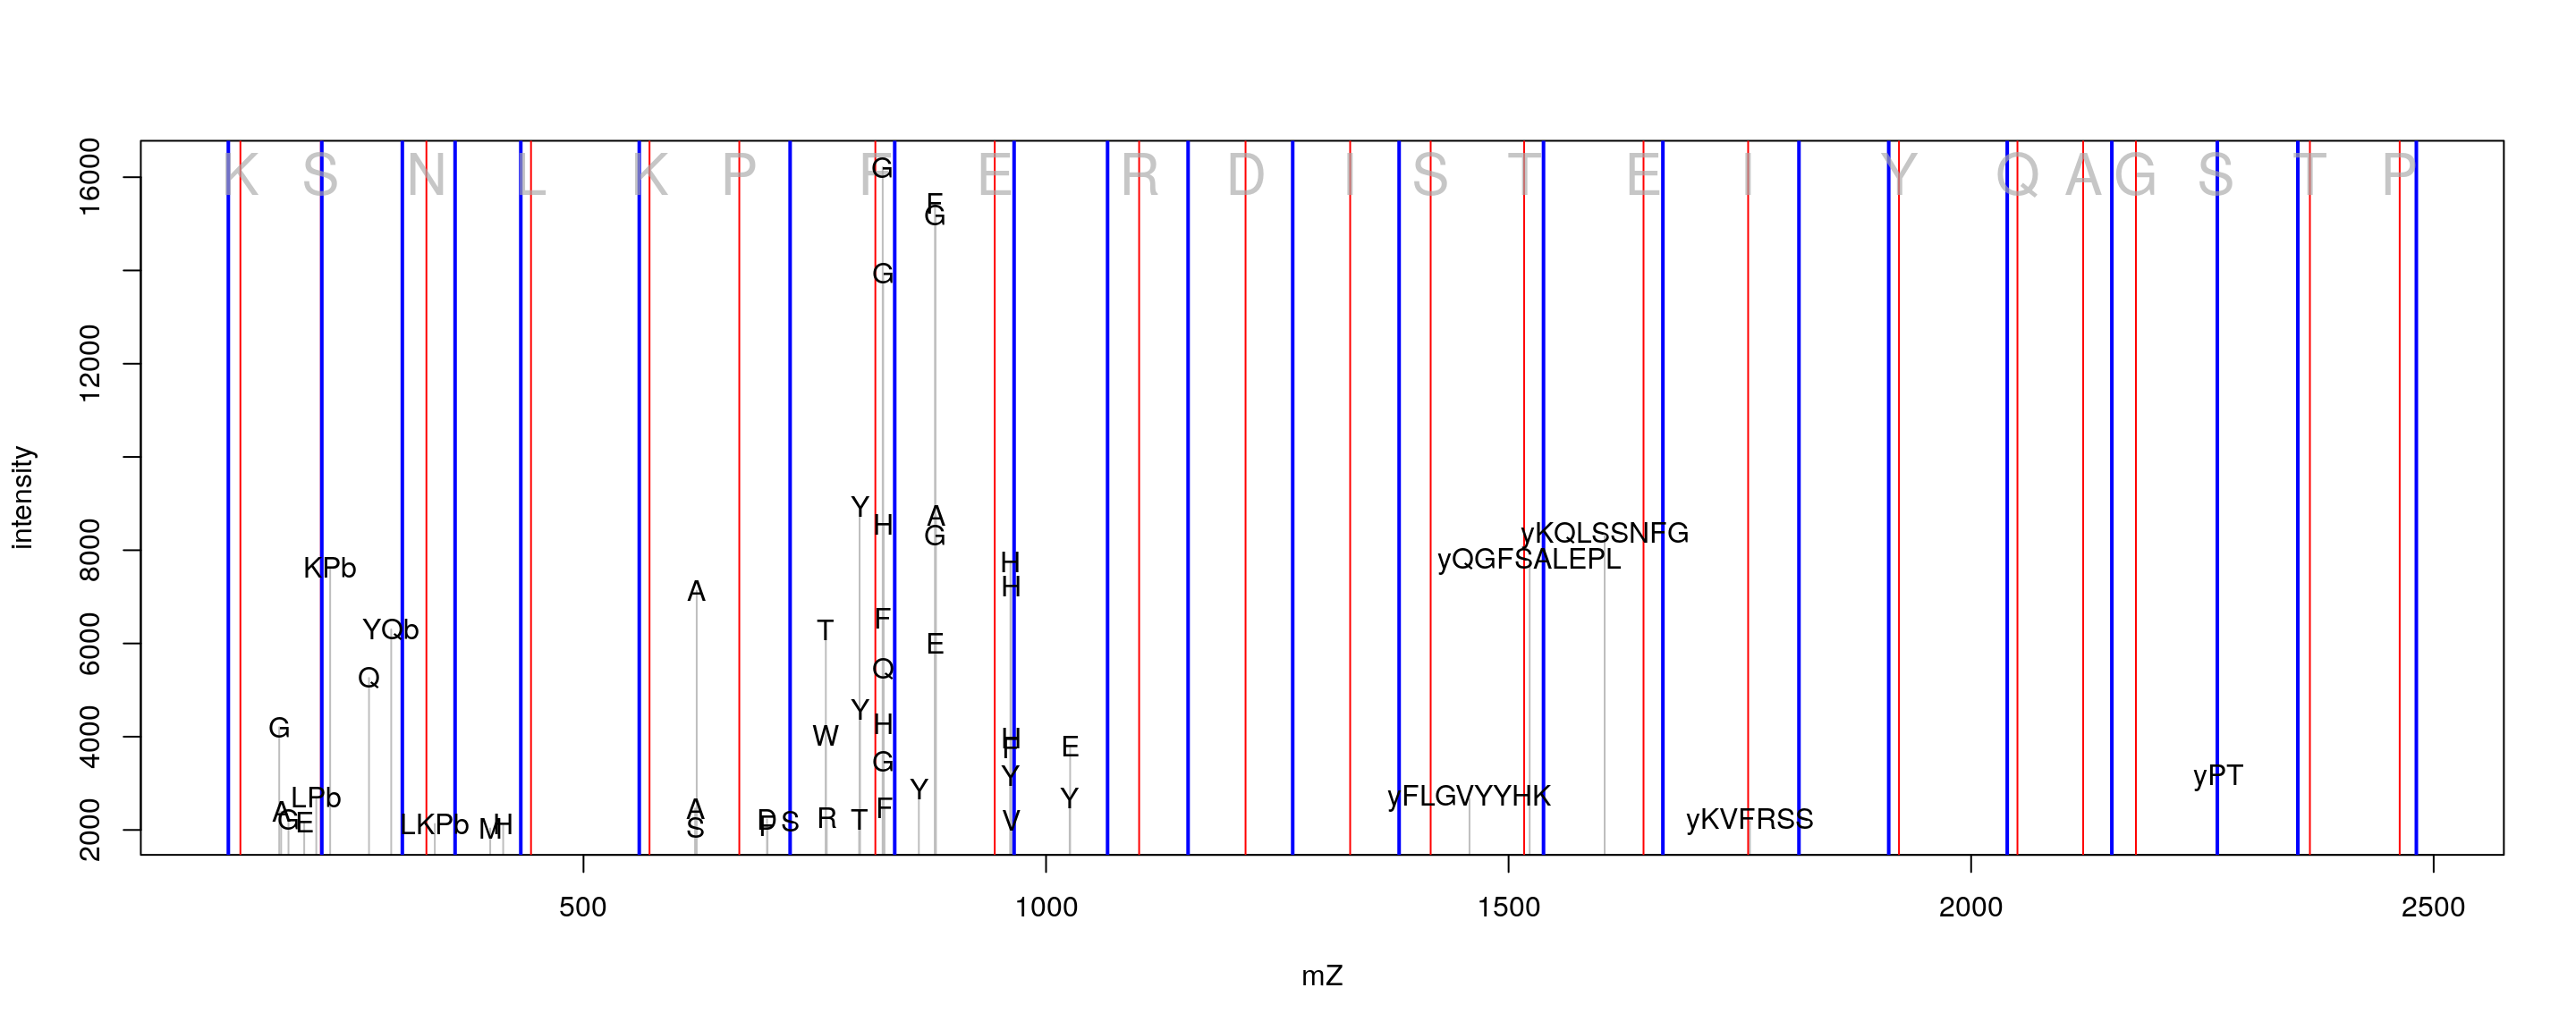 K S N L K P F E R D I S T E I Y Q A G S T P
G
F
G
G
Y
A
G
H
yKQLSSNFG
yQGFSALEPL
H
KPb
H
A
F
T
YQb
E
Q
Q
Y
G
H
W
H
E
Y
yPT
G
Y
E
Y
LPb
yFLGVYYHK
A
A
F
G
E
LKPb
M
H
S
D
S
R
T
V
yKVFRSS
intensity
2000 4000 6000 8000 12000 16000
500 1000 1500 2000 2500
mZ